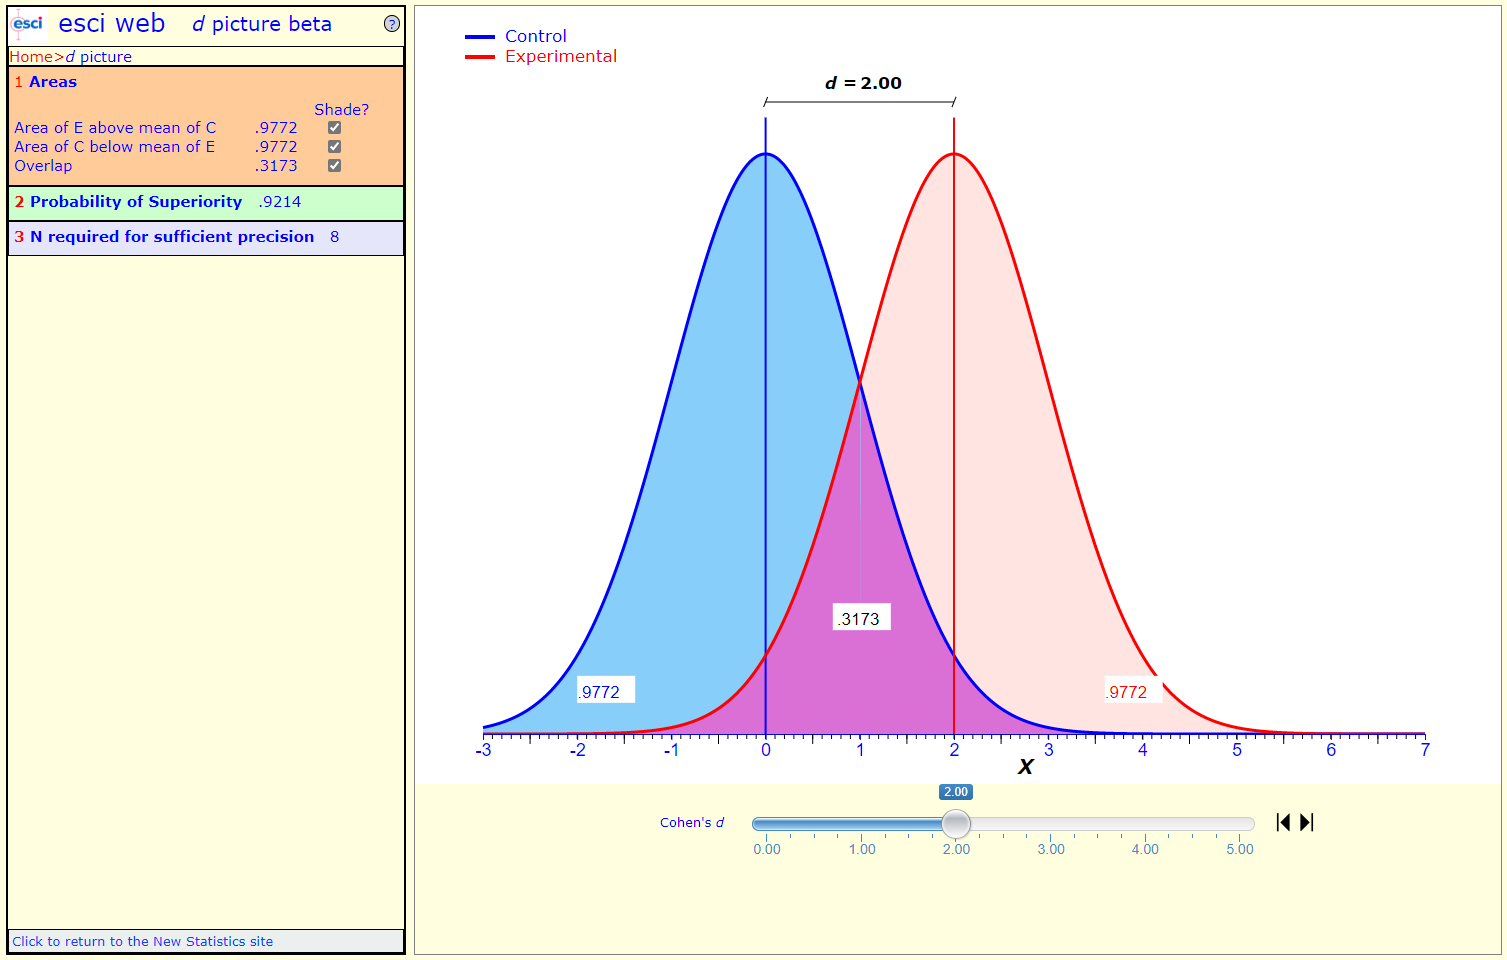 esci esci web d picture beta ?
Home>d picture
1 Areas
Shade?
Area of E above mean of C .9772
Area of C below mean of E .9772
Overlap .3173
2 Probability of Superiority .9214
3 N required for sufficient precision 8
Click to return to the New Statistics site
Control
Experimental
d = 2.00
.3173
.9772
.9772
-3 -2 -1 0 1 2 3 4 5 6 7
X
2.00
Cohen's d
0.00 1.00 2.00 3.00 4.00 5.00